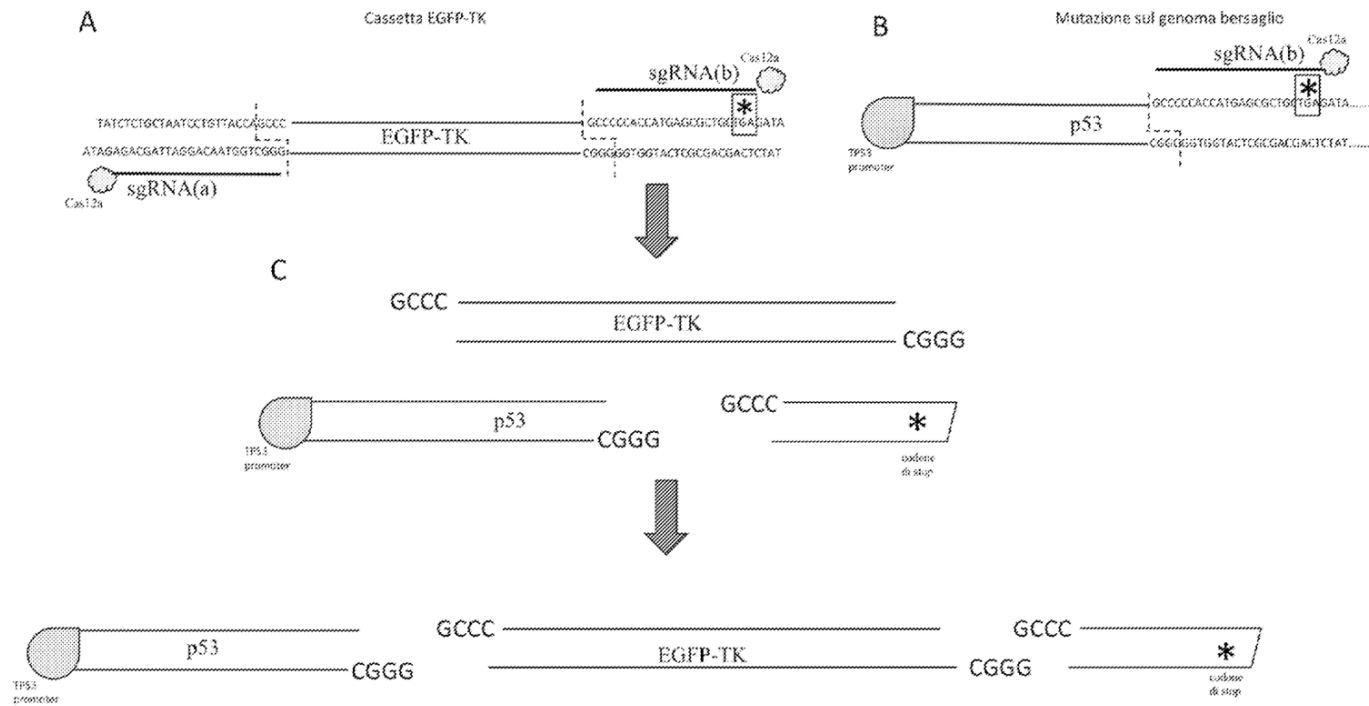 A
Cassetta EGFP-TK
Cas12a
sgRNA(b)
*
TATCTCTGCTAATCCTGTTACCAGCCC
GCCCCCACCATGAGCGCTGCTGAGATA
EGFP-TK
ATAGAGACGATTAGGACAATGGTCGGG
CGGGGGTGGTACTCGCGACGACTCTAT
Cas12a
sgRNA(a)
B
Mutazione sul genoma bersaglio
Cas12a
sgRNA(b)
*
GCCCCCACCATGAGCGCTGCTGAGATA......
p53
CGGGGGTGGTACTCGCGACGACTCTAT......
TP53
promoter
C
GCCC
EGFP-TK
CGGG
p53
CGGG
TP53
promoter
GCCC
*
codone
di stop
p53
CGGG
TP53
promoter
GCCC
EGFP-TK
CGGG
GCCC
*
codone
di stop